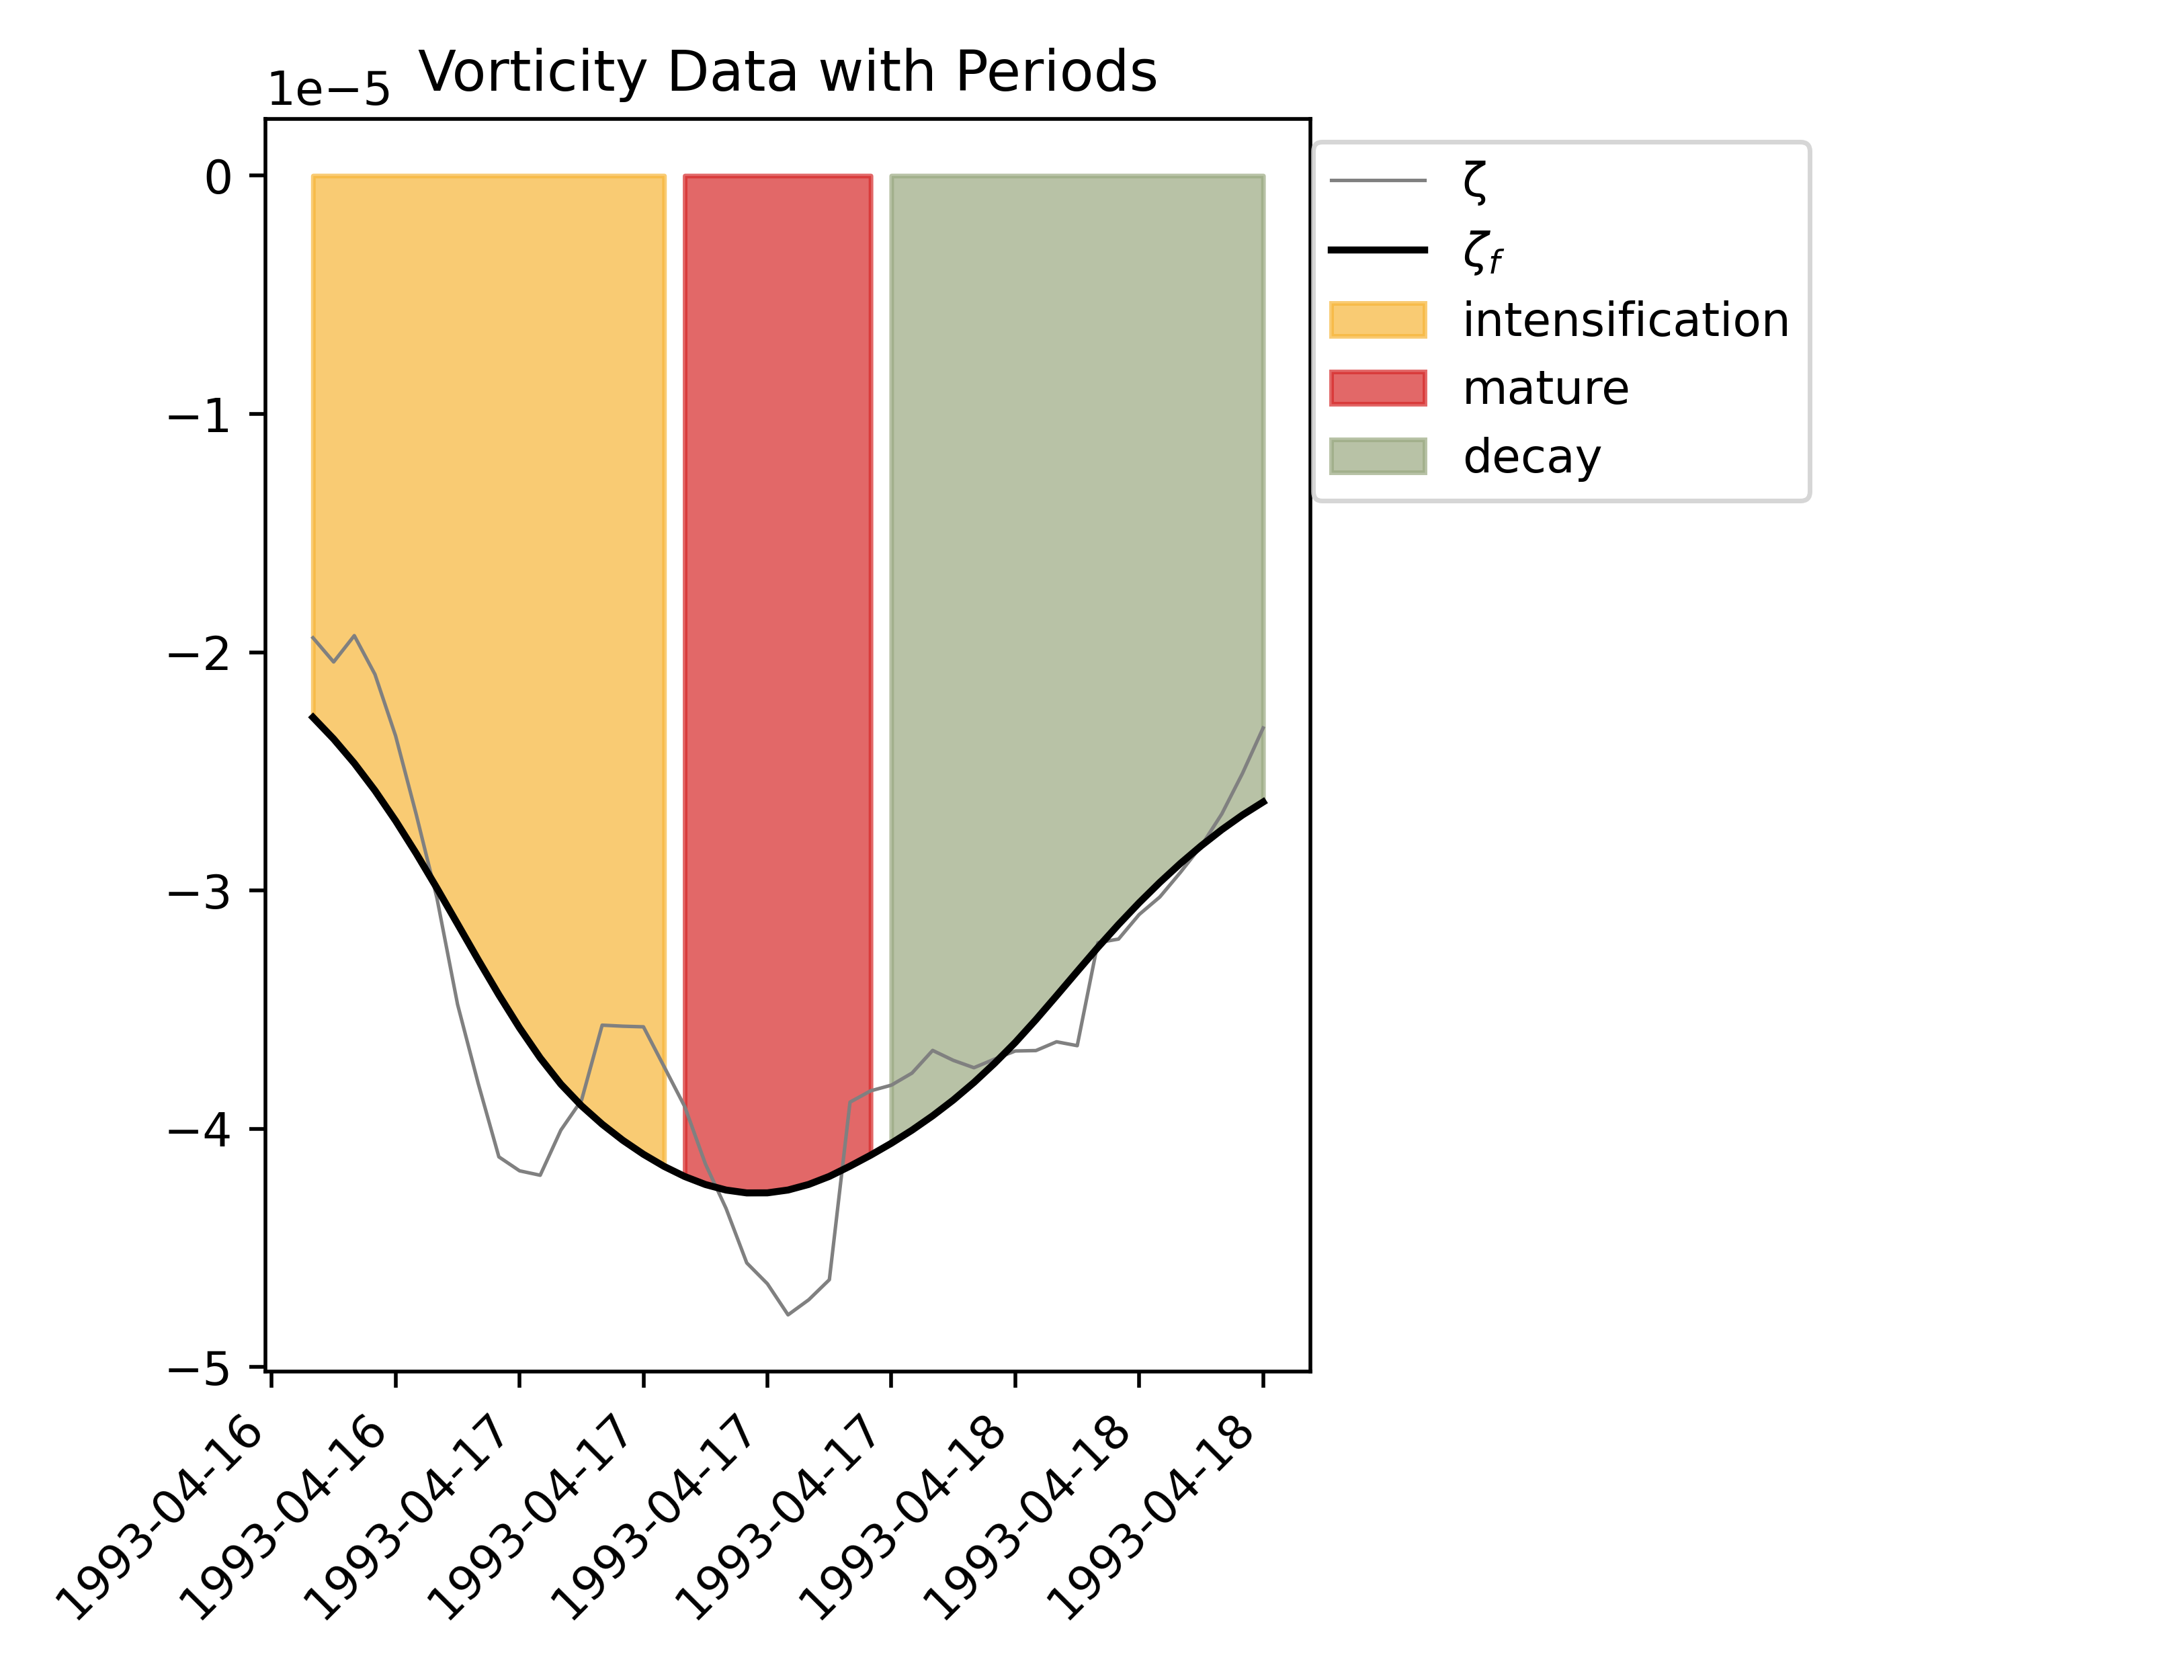 Vorticity Data with Periods
1e−5
0
−1
−2
−3
−4
−5
1993-04-16
1993-04-16
1993-04-17
1993-04-17
1993-04-17
1993-04-17
1993-04-18
1993-04-18
1993-04-18
ζ
ζf
intensification
mature
decay